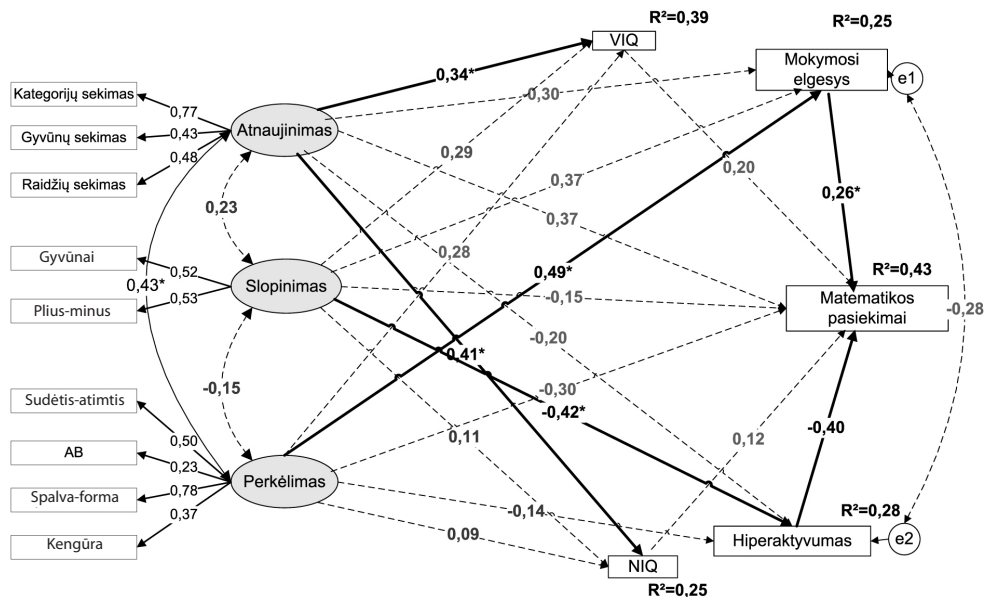 R²=0,39
R²=0,25
VIQ
Mokymosi
elgesys
e1
0,34*
-0,30
Kategorijų sekimas
0,77
Gyvūnų sekimas
0,43
Atnaujinimas
Raidžių sekimas
0,48
0,29
0,20
0,37
0,26*
0,23
0,37
Gyvūnai
0,52
0,28
0,49*
R²=0,43
0,43*
Slopinimas
Plius-minus
0,53
-0,15
Matematikos
pasiekimai
-0,28
-0,20
0,41*
-0,15
-0,30
Sudėtis-atimtis
-0,42*
0,50
0,11
0,12
-0,40
AB
0,23
Perkėlimas
Spalva-forma
0,78
0,37
-0,14
R²=0,28
Kengūra
0,09
Hiperaktyvumas
e2
NIQ
R²=0,25